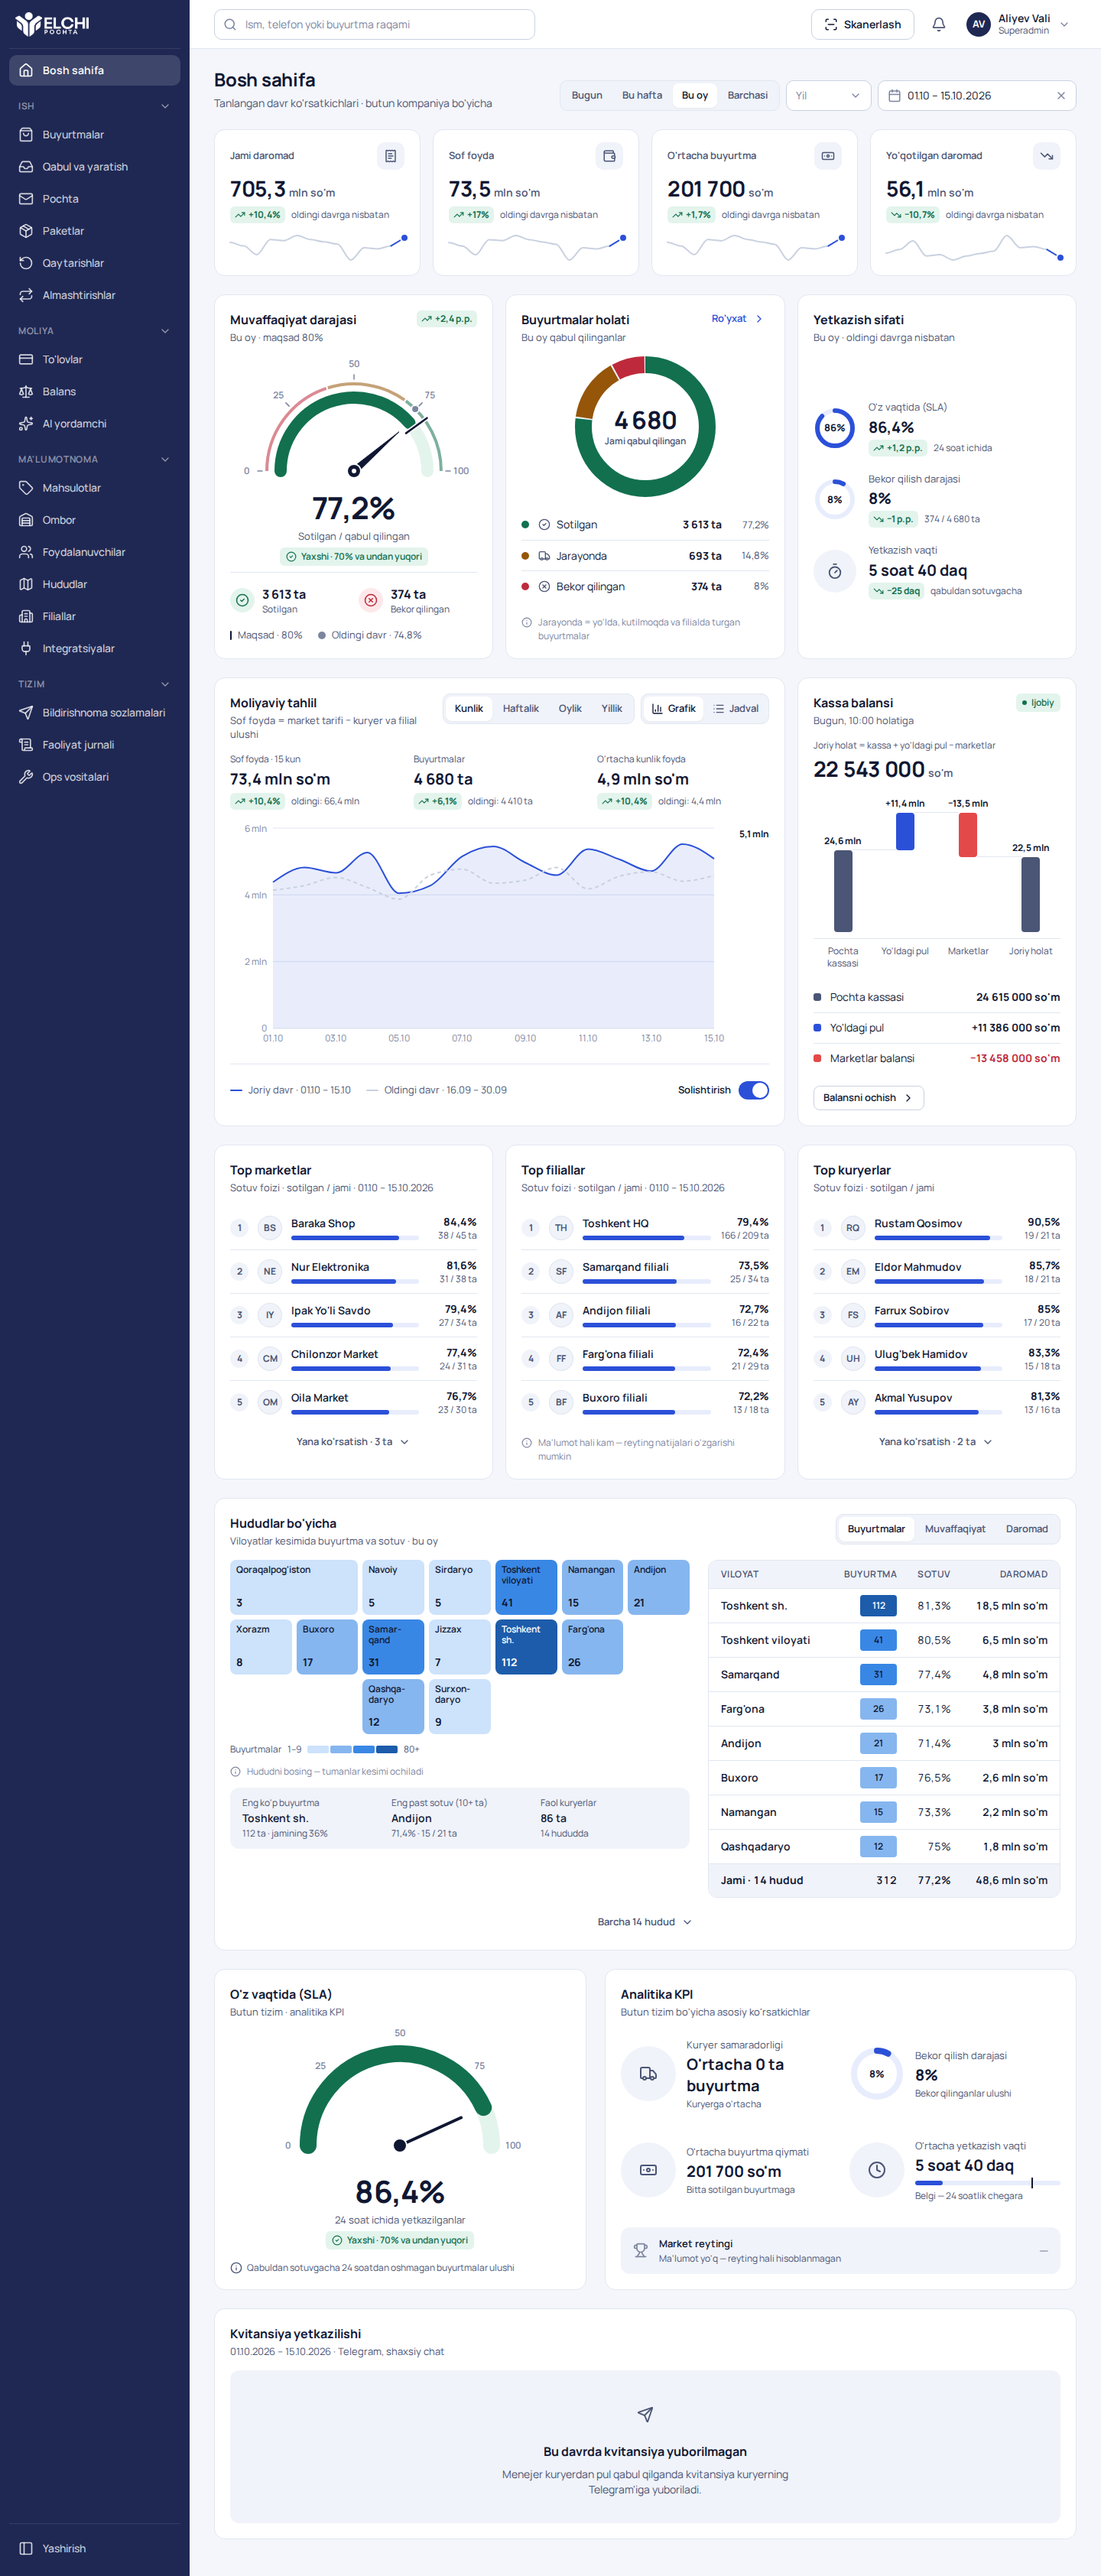 ELCHI
POCHTA
Ism, telefon yoki buyurtma raqami
Skanerlash
AV
Aliyev Vali
Superadmin
Bosh sahifa
ISH
Buyurtmalar
Qabul va yaratish
Pochta
Paketlar
Qaytarishlar
Almashtirishlar
MOLIYA
To'lovlar
Balans
AI yordamchi
MA'LUMOTNOMA
Mahsulotlar
Ombor
Foydalanuvchilar
Hududlar
Filiallar
Integratsiyalar
TIZIM
Bildirishnoma sozlamalari
Faoliyat jurnali
Ops vositalari
Yashirish
Bosh sahifa
Tanlangan davr ko'rsatkichlari · butun kompaniya bo'yicha
Bugun Bu hafta Bu oy Barchasi
Yil
01.10 – 15.10.2026
Jami daromad
705,3 mln so'm
+10,4% oldingi davrga nisbatan
Sof foyda
73,5 mln so'm
+17% oldingi davrga nisbatan
O'rtacha buyurtma
201 700 so'm
+1,7% oldingi davrga nisbatan
Yo'qotilgan daromad
56,1 mln so'm
−10,7% oldingi davrga nisbatan
Muvaffaqiyat darajasi
+2,4 p.p.
Bu oy · maqsad 80%
0
25
50
75
100
77,2%
Sotilgan / qabul qilingan
Yaxshi · 70% va undan yuqori
3 613 ta
Sotilgan
374 ta
Bekor qilingan
Maqsad · 80%
Oldingi davr · 74,8%
Buyurtmalar holati
Ro'yxat
Bu oy qabul qilinganlar
4 680
Jami qabul qilingan
Sotilgan 3 613 ta 77,2%
Jarayonda 693 ta 14,8%
Bekor qilingan 374 ta 8%
Jarayonda = yo'lda, kutilmoqda va filialda turgan
buyurtmalar
Yetkazish sifati
Bu oy · oldingi davrga nisbatan
86%
O'z vaqtida (SLA)
86,4%
+1,2 p.p. 24 soat ichida
8%
Bekor qilish darajasi
8%
−1 p.p. 374 / 4 680 ta
Yetkazish vaqti
5 soat 40 daq
−25 daq qabuldan sotuvgacha
Moliyaviy tahlil
Sof foyda = market tarifi − kuryer va filial
ulushi
Kunlik Haftalik Oylik Yillik
Grafik Jadval
Sof foyda · 15 kun
73,4 mln so'm
+10,4% oldingi: 66,4 mln
Buyurtmalar
4 680 ta
+6,1% oldingi: 4 410 ta
O'rtacha kunlik foyda
4,9 mln so'm
+10,4% oldingi: 4,4 mln
6 mln
4 mln
2 mln
0
5,1 mln
01.10 03.10 05.10 07.10 09.10 11.10 13.10 15.10
Joriy davr · 01.10 – 15.10
Oldingi davr · 16.09 – 30.09
Solishtirish
Kassa balansi
Ijobiy
Bugun, 10:00 holatiga
Joriy holat = kassa + yo'ldagi pul − marketlar
22 543 000 so'm
24,6 mln
+11,4 mln
−13,5 mln
22,5 mln
Pochta
kassasi
Yo'ldagi pul
Marketlar
Joriy holat
Pochta kassasi 24 615 000 so'm
Yo'ldagi pul +11 386 000 so'm
Marketlar balansi −13 458 000 so'm
Balansni ochish
Top marketlar
Sotuv foizi · sotilgan / jami · 01.10 – 15.10.2026
1 BS Baraka Shop 84,4%
38 / 45 ta
2 NE Nur Elektronika 81,6%
31 / 38 ta
3 IY Ipak Yo'li Savdo 79,4%
27 / 34 ta
4 CM Chilonzor Market 77,4%
24 / 31 ta
5 OM Oila Market 76,7%
23 / 30 ta
Yana ko'rsatish · 3 ta
Top filiallar
Sotuv foizi · sotilgan / jami · 01.10 – 15.10.2026
1 TH Toshkent HQ 79,4%
166 / 209 ta
2 SF Samarqand filiali 73,5%
25 / 34 ta
3 AF Andijon filiali 72,7%
16 / 22 ta
4 FF Farg'ona filiali 72,4%
21 / 29 ta
5 BF Buxoro filiali 72,2%
13 / 18 ta
Ma'lumot hali kam — reyting natijalari o'zgarishi
mumkin
Top kuryerlar
Sotuv foizi · sotilgan / jami
1 RQ Rustam Qosimov 90,5%
19 / 21 ta
2 EM Eldor Mahmudov 85,7%
18 / 21 ta
3 FS Farrux Sobirov 85%
17 / 20 ta
4 UH Ulug'bek Hamidov 83,3%
15 / 18 ta
5 AY Akmal Yusupov 81,3%
13 / 16 ta
Yana ko'rsatish · 2 ta
Hududlar bo'yicha
Viloyatlar kesimida buyurtma va sotuv · bu oy
Buyurtmalar Muvaffaqiyat Daromad
Qoraqalpog'iston
3
Navoiy
5
Sirdaryo
5
Toshkent
viloyati
41
Namangan
15
Andijon
21
Xorazm
8
Buxoro
17
Samar-
qand
31
Jizzax
7
Toshkent
sh.
112
Farg'ona
26
Qashqa-
daryo
12
Surxon-
daryo
9
Buyurtmalar 1–9 80+
Hududni bosing — tumanlar kesimi ochiladi
Eng ko'p buyurtma
Toshkent sh.
112 ta · jamining 36%
Eng past sotuv (10+ ta)
Andijon
71,4% · 15 / 21 ta
Faol kuryerlar
86 ta
14 hududda
VILOYAT BUYURTMA SOTUV DAROMAD
Toshkent sh. 112 81,3% 18,5 mln so'm
Toshkent viloyati 41 80,5% 6,5 mln so'm
Samarqand 31 77,4% 4,8 mln so'm
Farg'ona 26 73,1% 3,8 mln so'm
Andijon 21 71,4% 3 mln so'm
Buxoro 17 76,5% 2,6 mln so'm
Namangan 15 73,3% 2,2 mln so'm
Qashqadaryo 12 75% 1,8 mln so'm
Jami · 14 hudud 312 77,2% 48,6 mln so'm
Barcha 14 hudud
O'z vaqtida (SLA)
Butun tizim · analitika KPI
0
25
50
75
100
86,4%
24 soat ichida yetkazilganlar
Yaxshi · 70% va undan yuqori
Qabuldan sotuvgacha 24 soatdan oshmagan buyurtmalar ulushi
Analitika KPI
Butun tizim bo'yicha asosiy ko'rsatkichlar
Kuryer samaradorligi
O'rtacha 0 ta
buyurtma
Kuryerga o'rtacha
8%
Bekor qilish darajasi
8%
Bekor qilinganlar ulushi
O'rtacha buyurtma qiymati
201 700 so'm
Bitta sotilgan buyurtmaga
O'rtacha yetkazish vaqti
5 soat 40 daq
Belgi — 24 soatlik chegara
Market reytingi
Ma'lumot yo'q — reyting hali hisoblanmagan
—
Kvitansiya yetkazilishi
01.10.2026 – 15.10.2026 · Telegram, shaxsiy chat
Bu davrda kvitansiya yuborilmagan
Menejer kuryerdan pul qabul qilganda kvitansiya kuryerning
Telegram'iga yuboriladi.